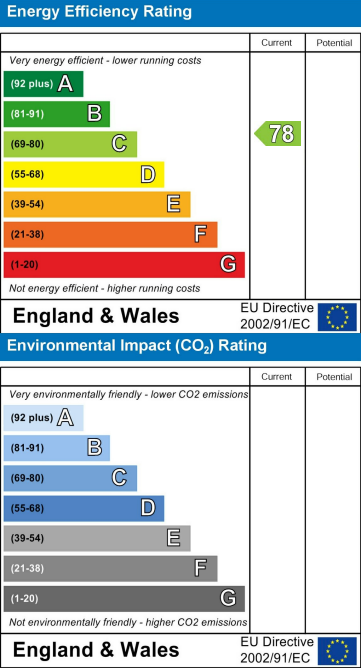 Energy Efficiency Rating
Current Potential
Very energy efficient - lower running costs
(92 plus) A
(81-91) B
(69-80) C
78
(55-68) D
(39-54) E
(21-38) F
(1-20) G
Not energy efficient - higher running costs
England & Wales
EU Directive
2002/91/EC
Environmental Impact (CO₂) Rating
Current Potential
Very environmentally friendly - lower CO2 emissions
(92 plus) A
(81-91) B
(69-80) C
(55-68) D
(39-54) E
(21-38) F
(1-20) G
Not environmentally friendly - higher CO2 emissions
England & Wales
EU Directive
2002/91/EC